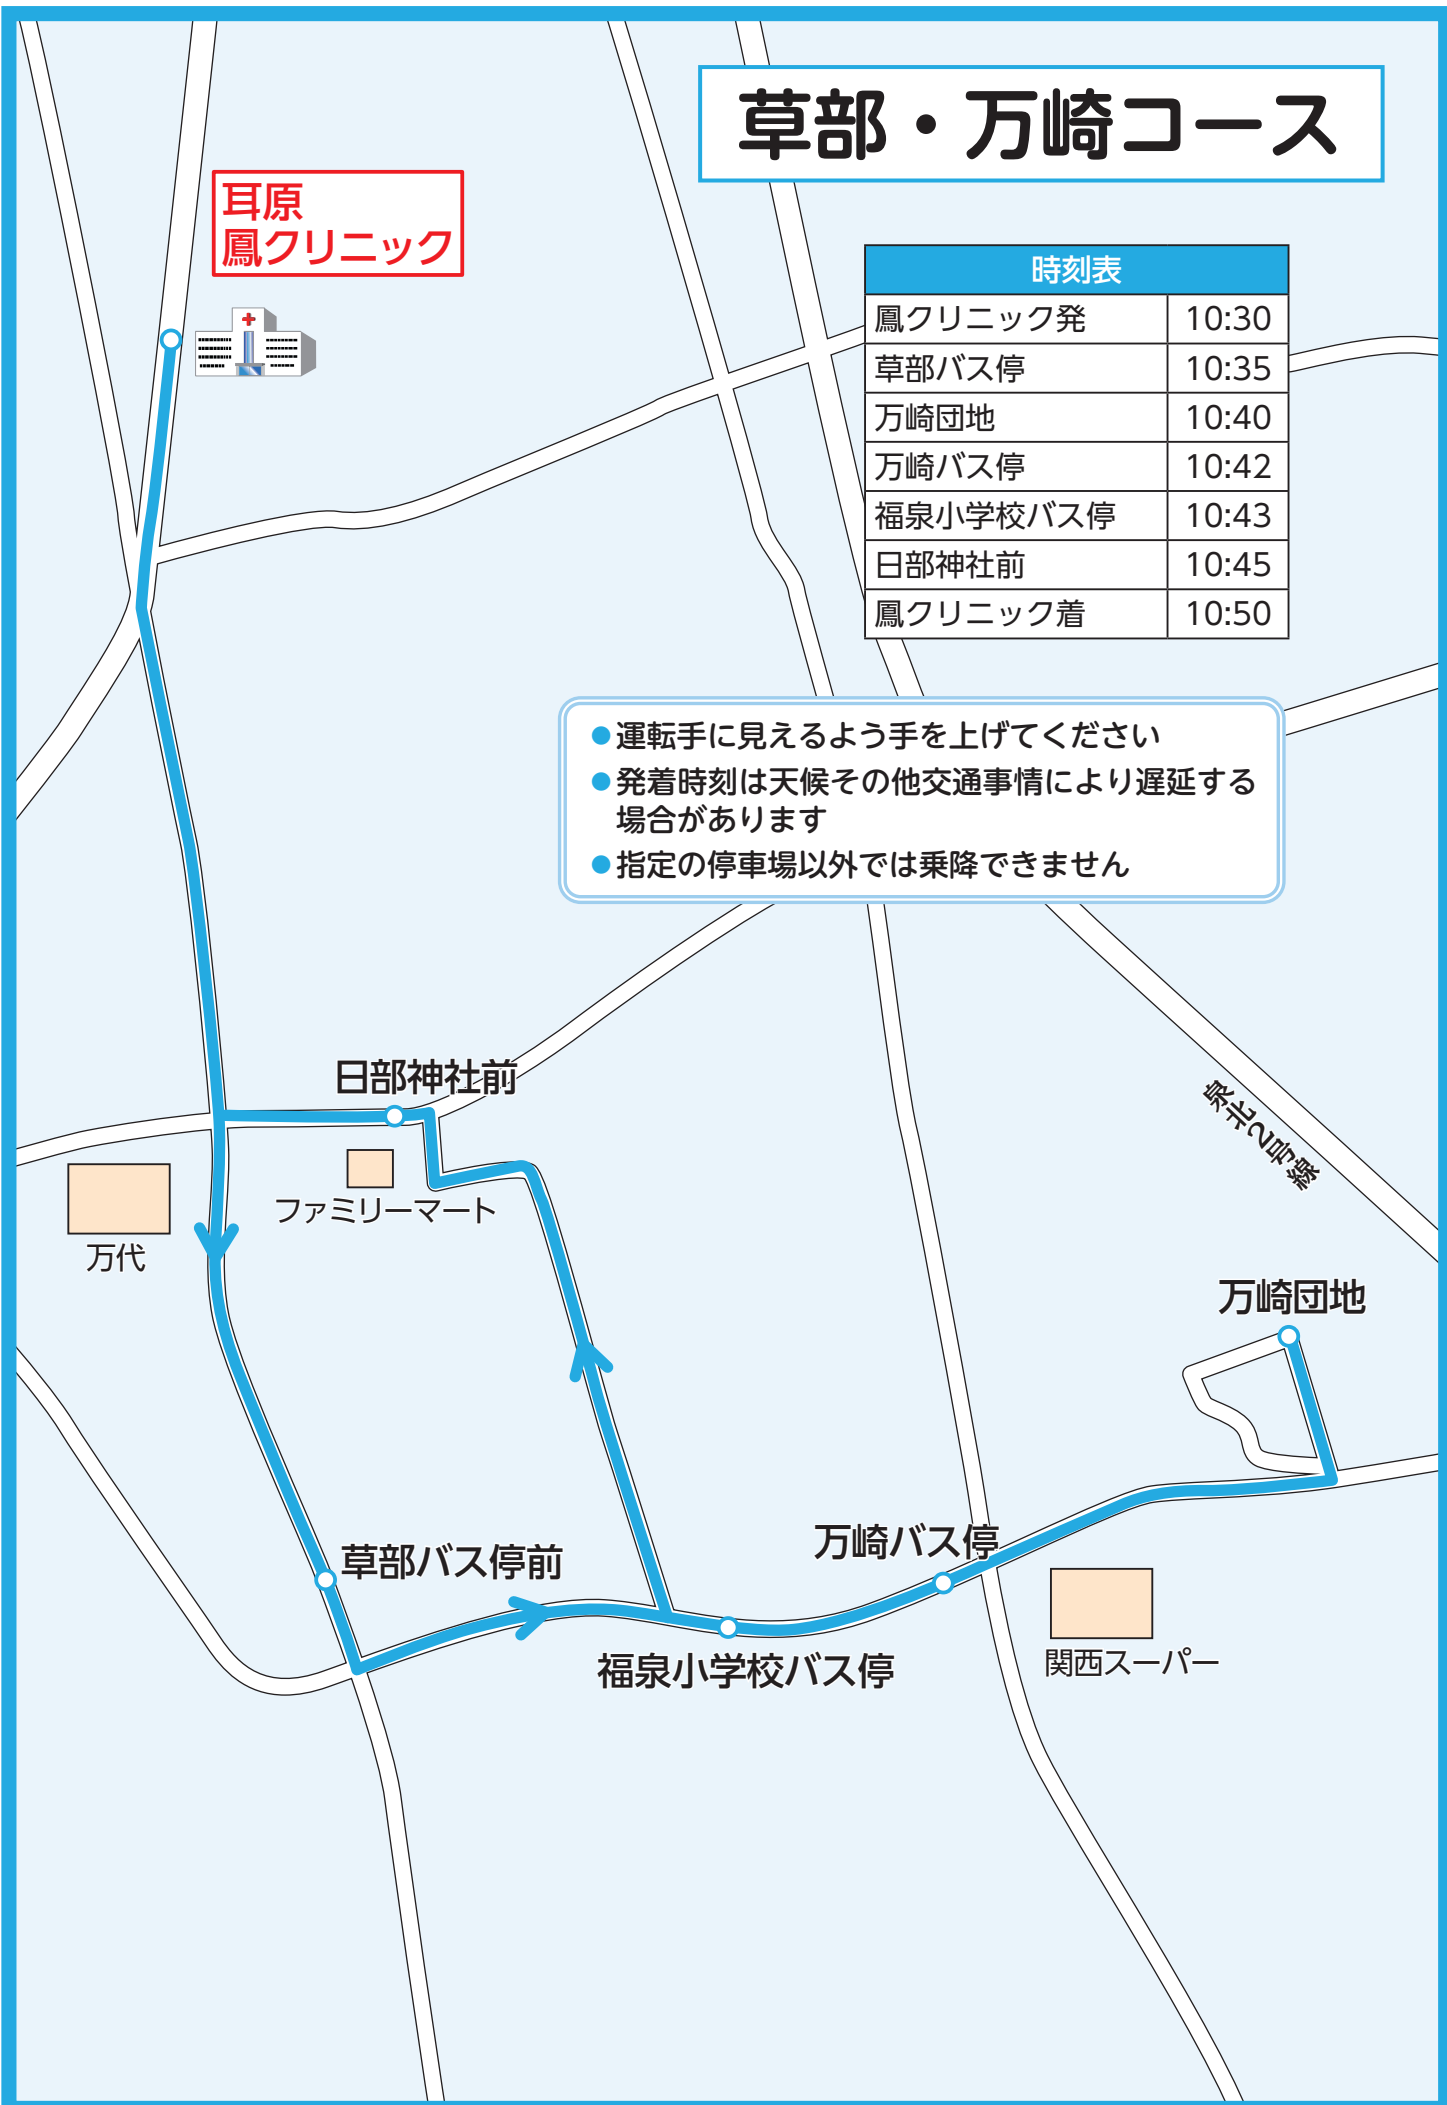 草部・万崎コース
耳原
鳳クリニック
時刻表
鳳クリニック発 10:30
草部バス停 10:35
万崎団地 10:40
万崎バス停 10:42
福泉小学校バス停 10:43
日部神社前 10:45
鳳クリニック着 10:50
●運転手に見えるよう手を上げてください
●発着時刻は天候その他交通事情により遅延する
場合があります
●指定の停車場以外では乗降できません
日部神社前
泉北2号線
ファミリーマート
万代
万崎団地
万崎バス停
草部バス停前
関西スーパー
福泉小学校バス停